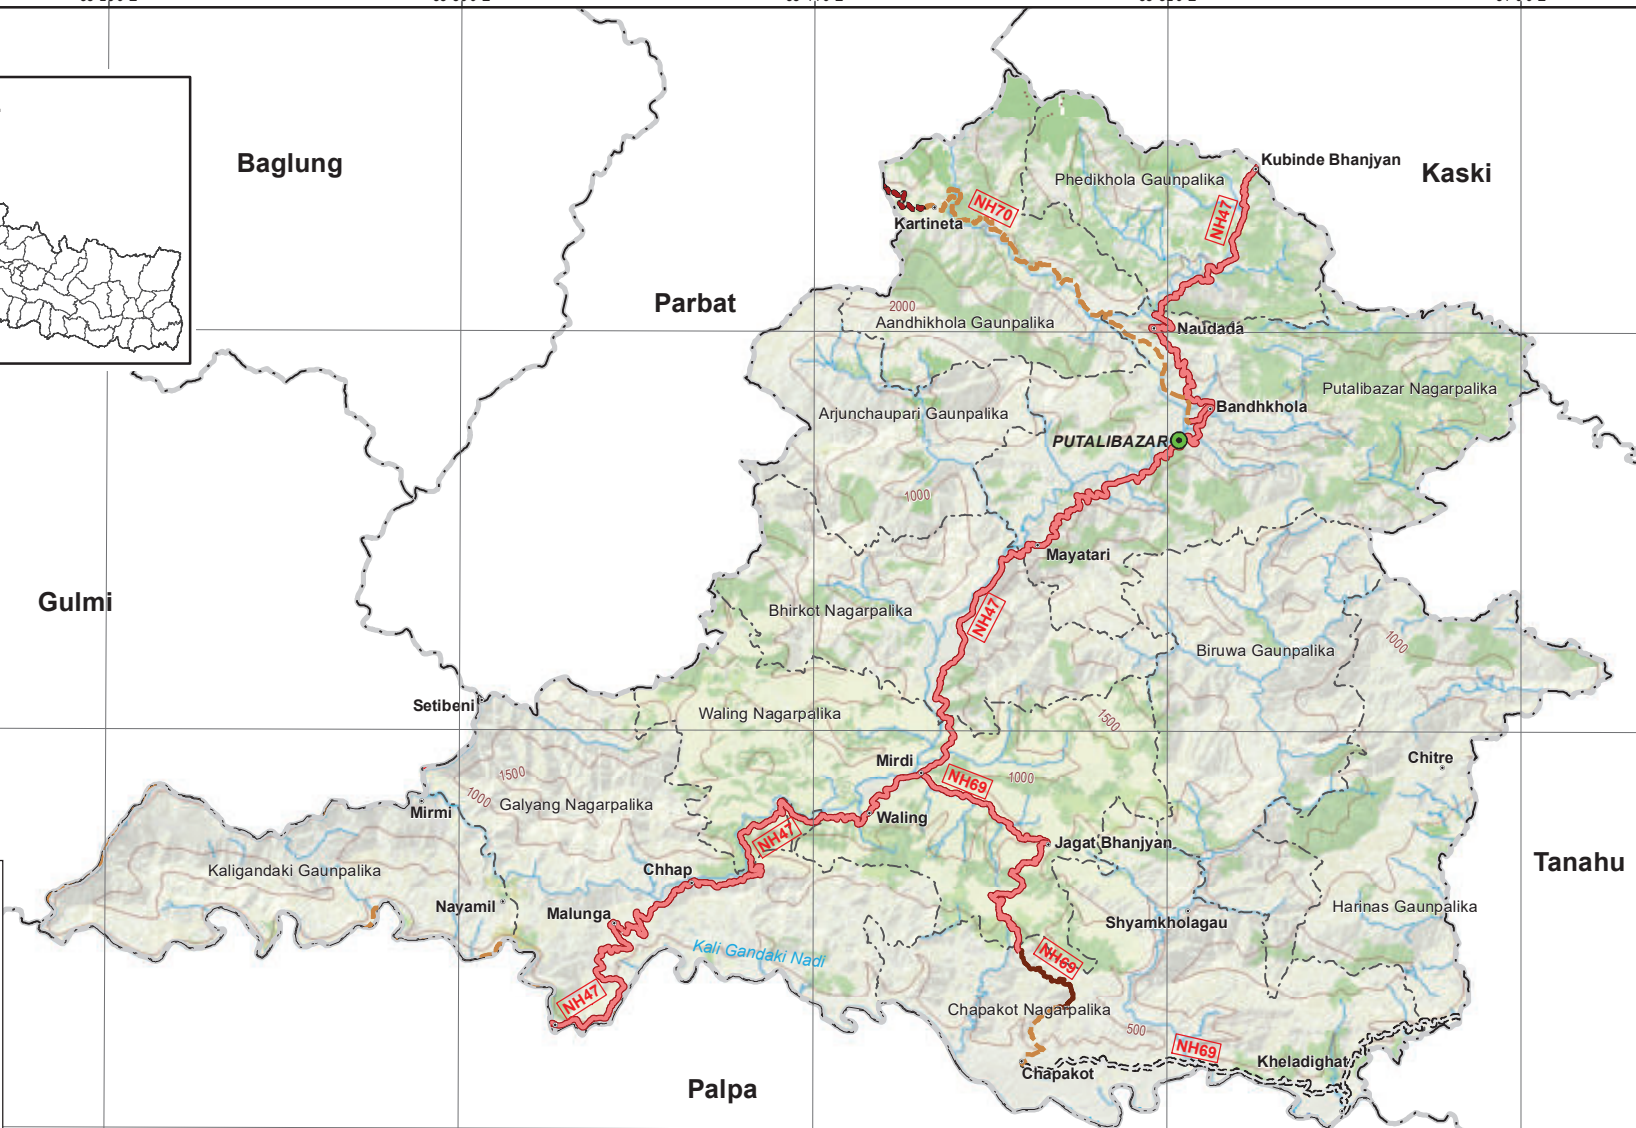 Baglung
Kubinde Bhanjyan
Kaski
Phedikhola Gaunpalika
NH70
NH47
Kartineta
Parbat
2000
Aandhikhola Gaunpalika
Naudada
Putalibazar Nagarpalika
Arjunchaupari Gaunpalika
Bandhkhola
PUTALIBAZAR
1000
Mayatari
Gulmi
Bhirkot Nagarpalika
NH47
1000
Biruwa Gaunpalika
Setibeni
Waling Nagarpalika
1500
Mirdi
Chitre
1500
NH69
1000
1000
Galyang Nagarpalika
Mirmi
Waling
NH47
Jagat Bhanjyan
Tanahu
Chhap
Kaligandaki Gaunpalika
Nayamil
Malunga
Harinas Gaunpalika
Shyamkholagau
Kali Gandaki Nadi
NH69
NH47
Chapakot Nagarpalika
500
NH69
Kheladighat
Chapakot
Palpa